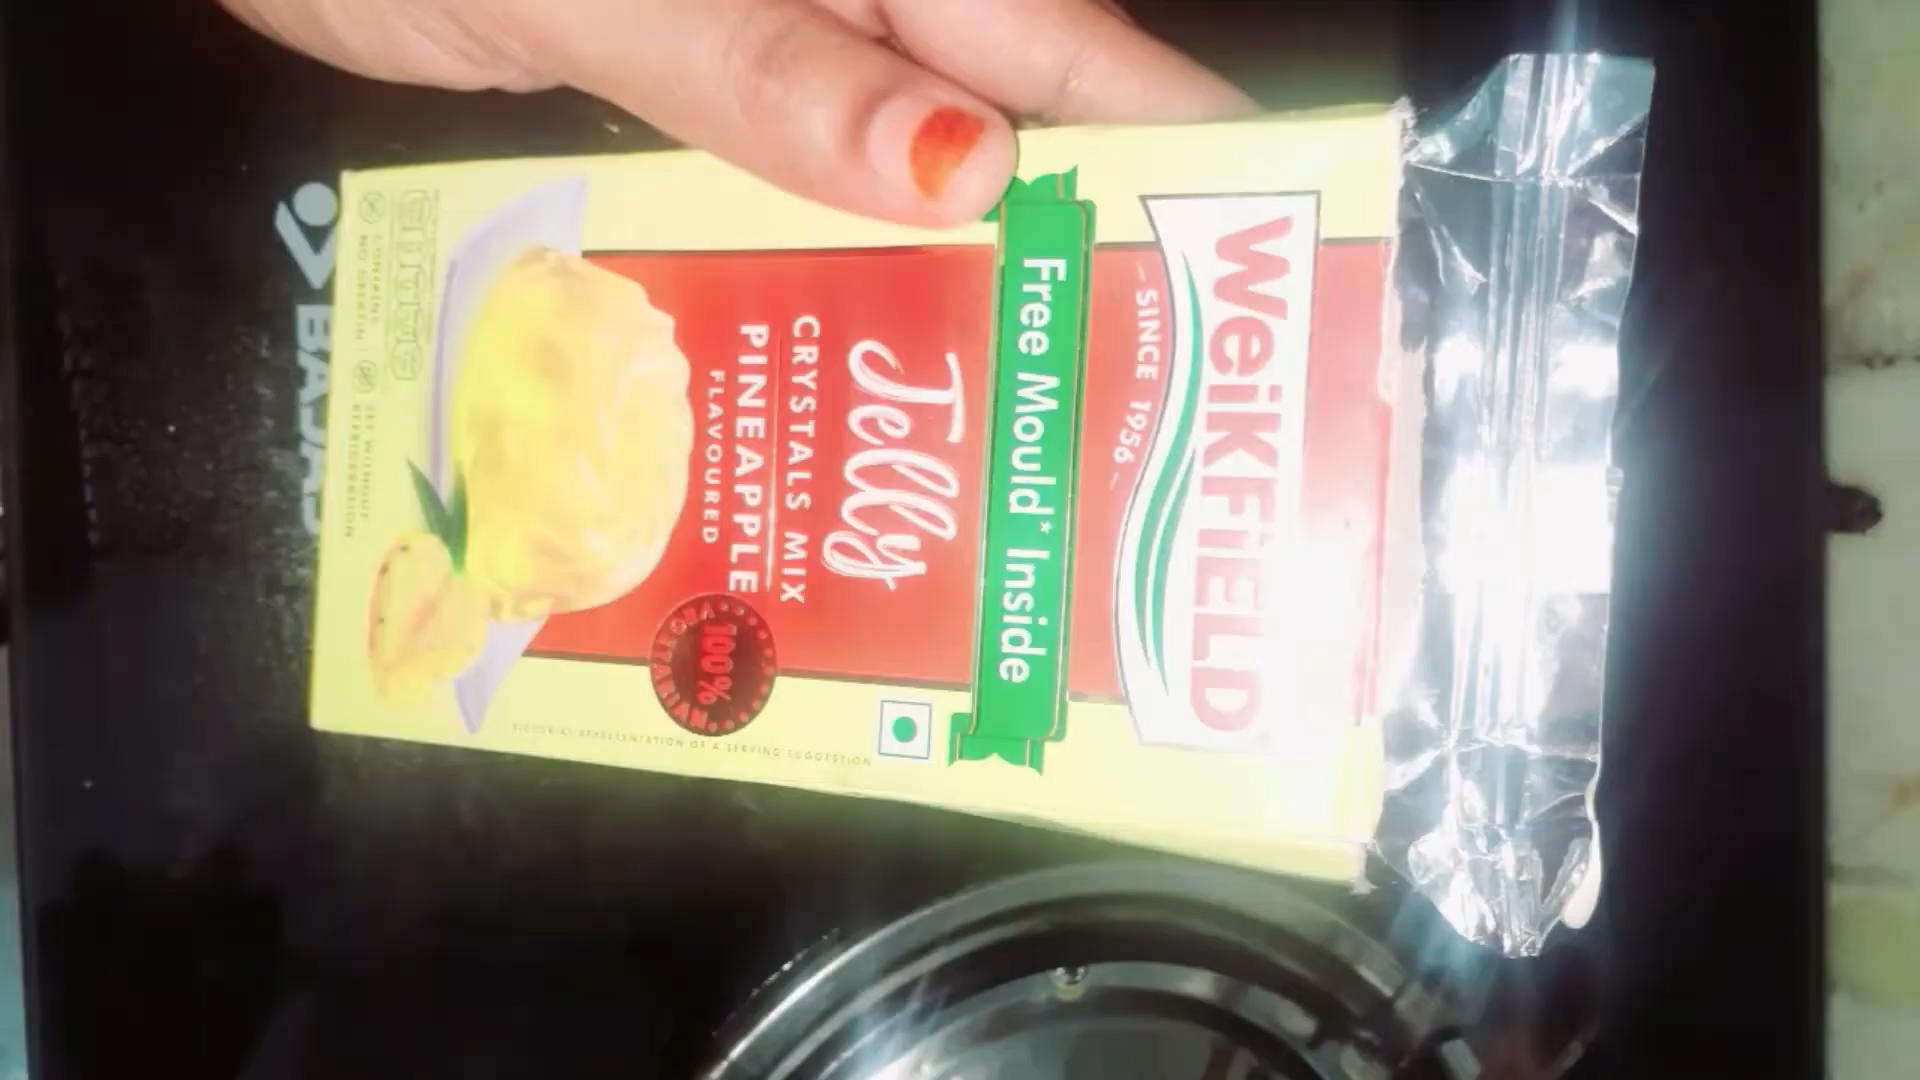 WeiKFiELD
- SINCE 1956 -
Free Mould* Inside
Jelly
CRYSTALS MIX
PINEAPPLE
FLAVOURED
100%
VEGETARIAN
PICTORIAL REPRESENTATION OF A SERVING SUGGESTION
CONTAINS
NO GELATIN
SET WITHOUT
REFRIGERATION
BAJAJ